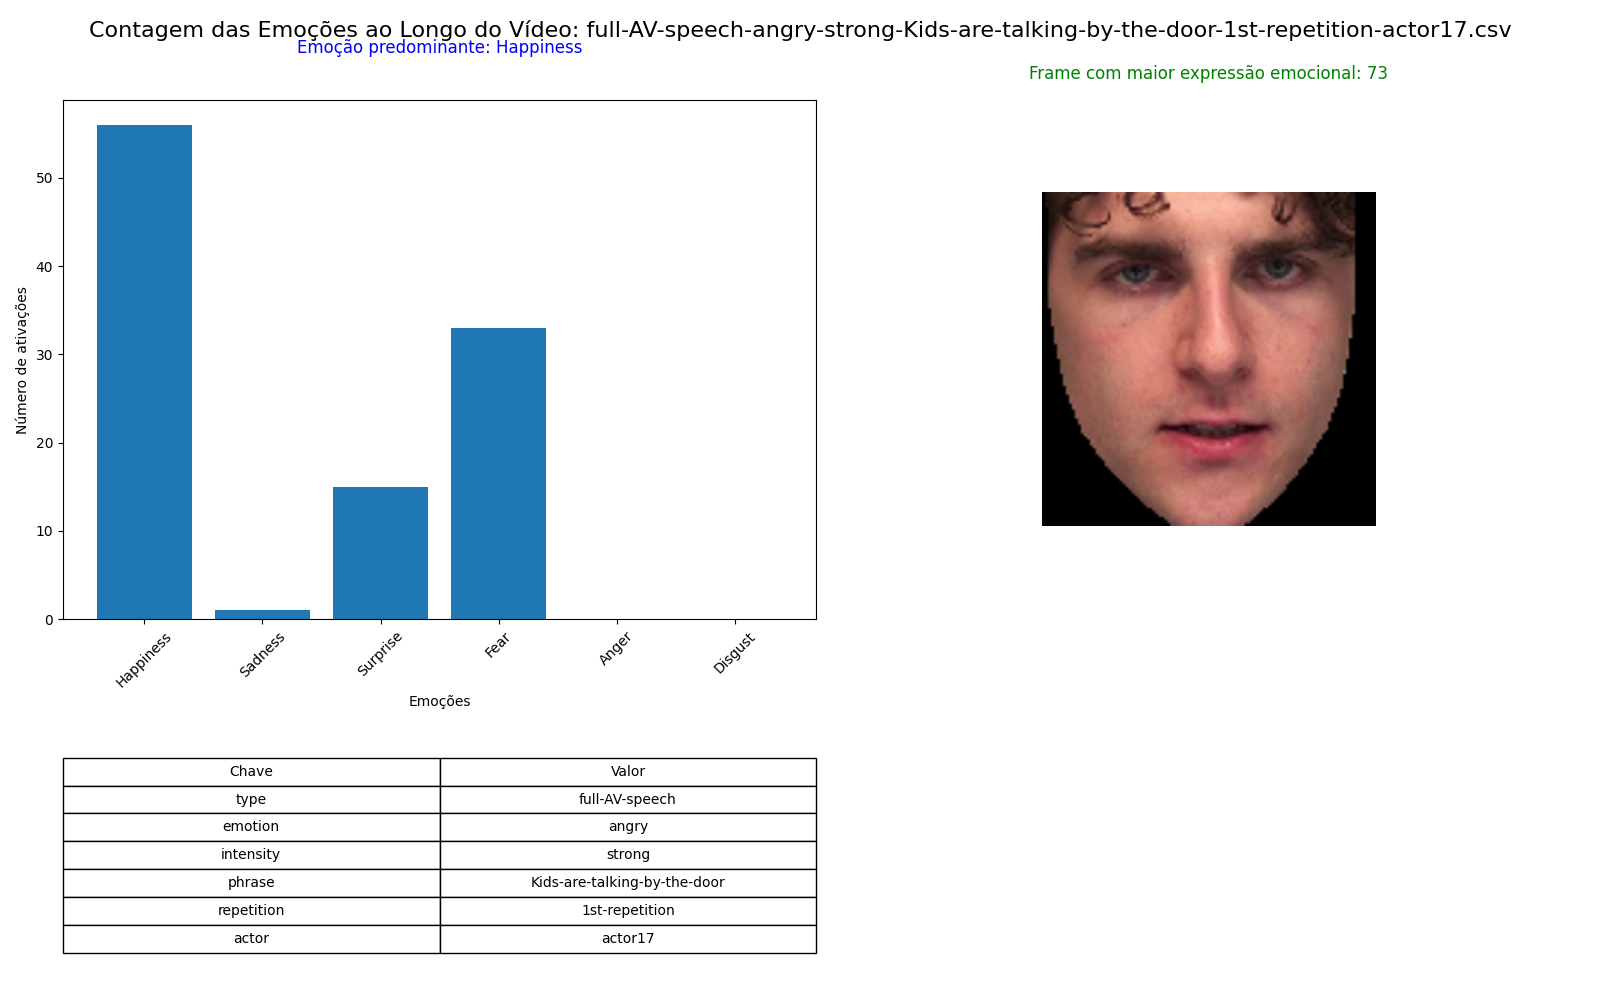 Contagem das Emoções ao Longo do Vídeo: full-AV-speech-angry-strong-Kids-are-talking-by-the-door-1st-repetition-actor17.csv
Emoção predominante: Happiness
Frame com maior expressão emocional: 73
Número de ativações
50
40
30
20
10
0
Happiness
Sadness
Surprise
Fear
Anger
Disgust
Emoções
Chave Valor
type full-AV-speech
emotion angry
intensity strong
phrase Kids-are-talking-by-the-door
repetition 1st-repetition
actor actor17